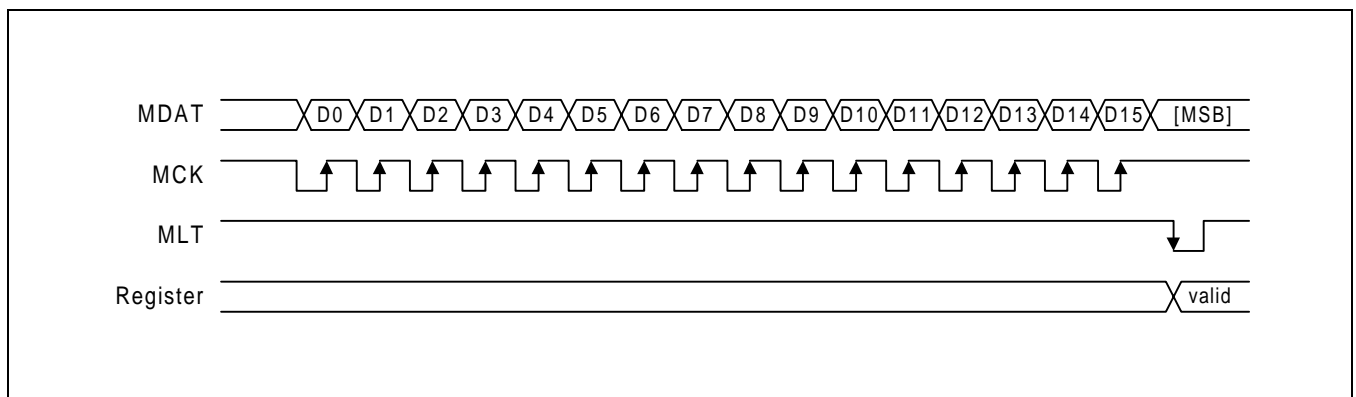 MDAT D0 D1 D2 D3 D4 D5 D6 D7 D8 D9 D10 D11 D12 D13 D14 D15 [MSB]
MCK
MLT
Register valid